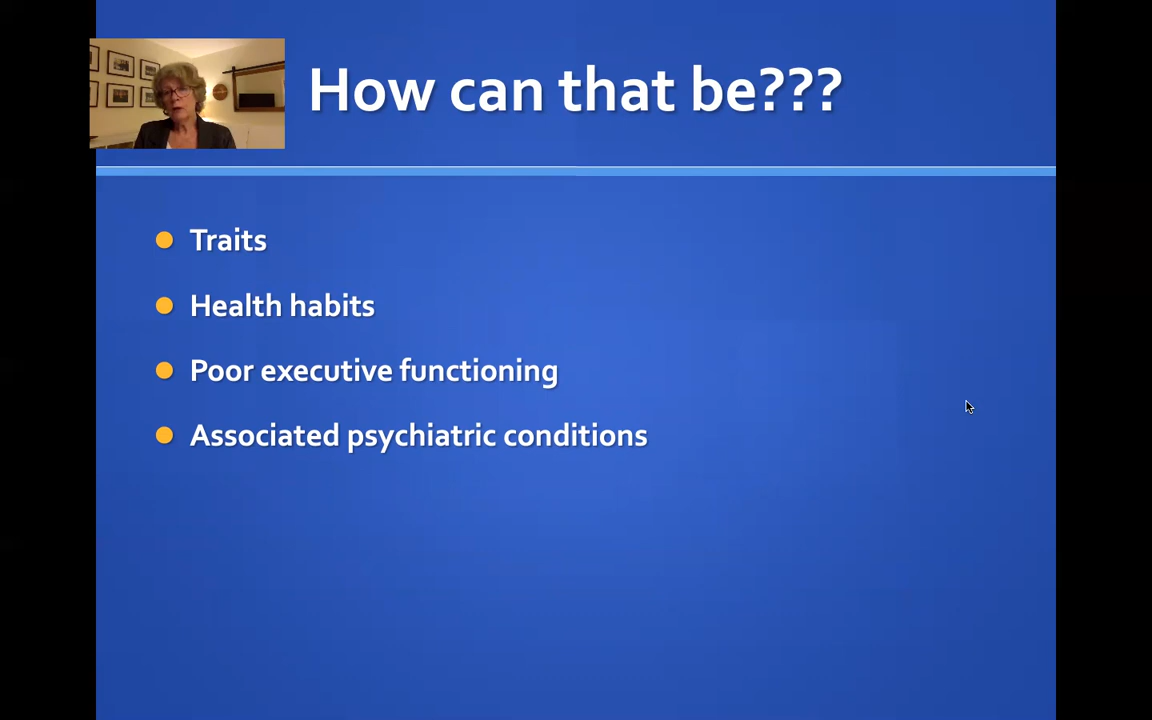 How can that be???
Traits
Health habits
Poor executive functioning
Associated psychiatric conditions